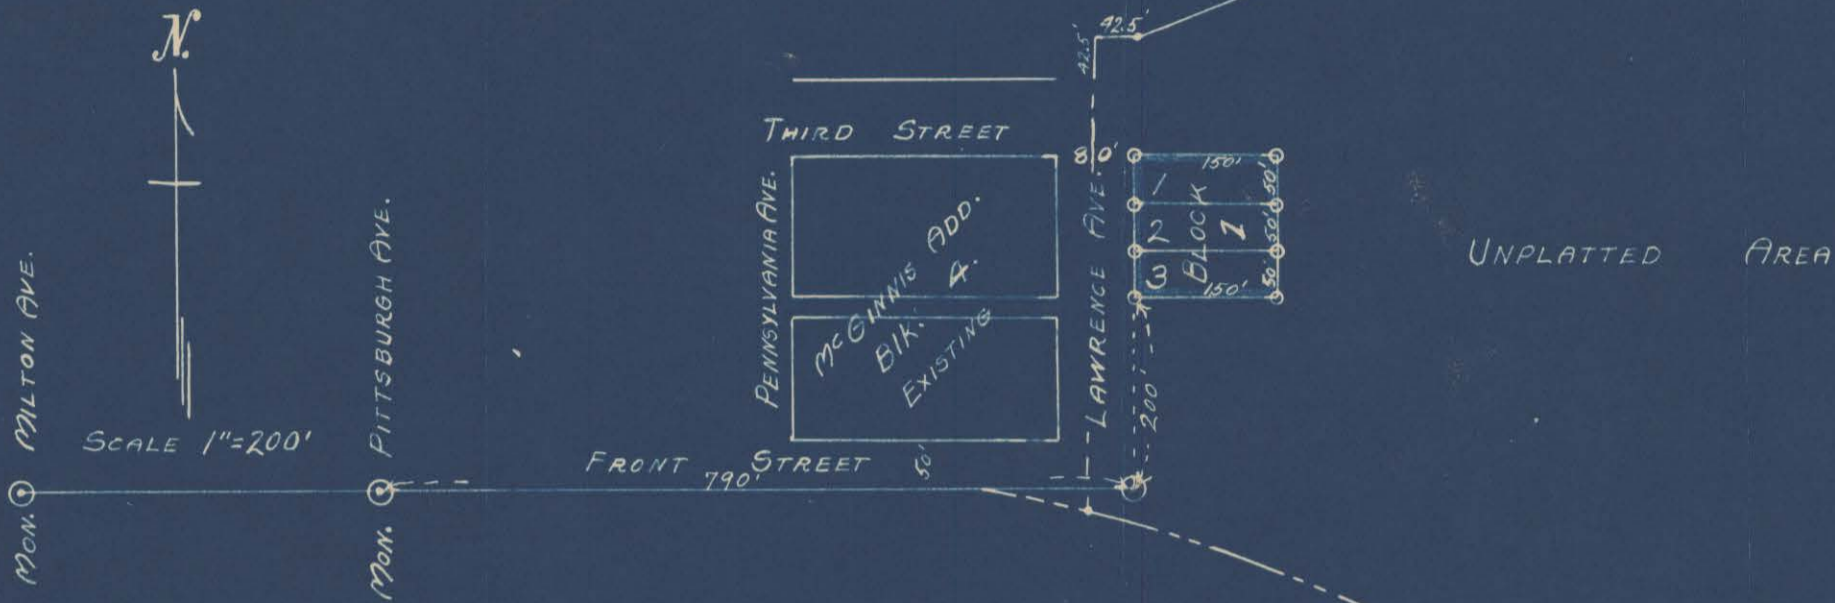 N.
42.5'
42.5'
THIRD STREET
80'
150'
50'
50'
50'
1
2
3
BLOCK 1
150'
PENNSYLVANIA AVE.
McGINNIS ADD.
BlK. 4.
EXISTING
LAWRENCE AVE.
UNPLATTED AREA
MILTON AVE.
PITTSBURGH AVE.
SCALE 1"=200'
200'
FRONT STREET
790'
50'
MON.
MON.